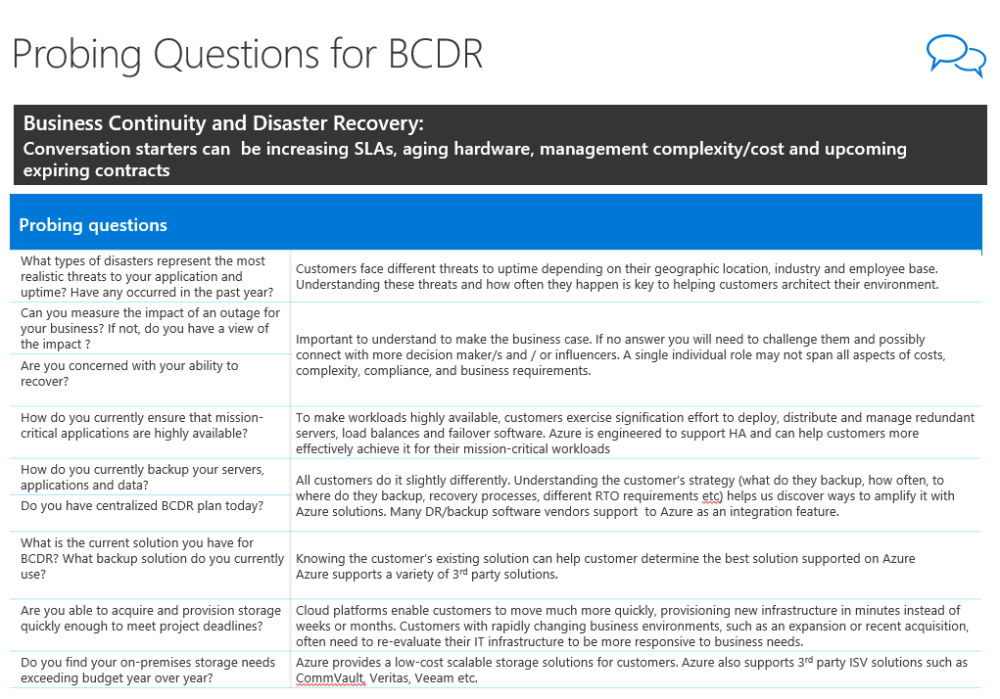 Probing Questions for BCDR
Business Continuity and Disaster Recovery:
Conversation starters can  be increasing SLAs, aging hardware, management complexity/cost and upcoming
expiring contracts
Probing questions
What types of disasters represent the most
realistic threats to your application and
uptime? Have any occurred in the past year?
Customers face different threats to uptime depending on their geographic location, industry and employee base.
Understanding these threats and how often they happen is key to helping customers architect their environment.
Can you measure the impact of an outage for
your business? If not, do you have a view of
the impact ?
Important to understand to make the business case. If no answer you will need to challenge them and possibly
connect with more decision maker/s and / or influencers. A single individual role may not span all aspects of costs,
complexity, compliance, and business requirements.
Are you concerned with your ability to
recover?
How do you currently ensure that mission-
critical applications are highly available?
To make workloads highly available, customers exercise signification effort to deploy, distribute and manage redundant
servers, load balances and failover software. Azure is engineered to support HA and can help customers more
effectively achieve it for their mission-critical workloads
How do you currently backup your servers,
applications and data?
All customers do it slightly differently. Understanding the customer's strategy (what do they backup, how often, to
where do they backup, recovery processes, different RTO requirements etc) helps us discover ways to amplify it with
Azure solutions. Many DR/backup software vendors support  to Azure as an integration feature.
Do you have centralized BCDR plan today?
What is the current solution you have for
BCDR? What backup solution do you currently
use?
Knowing the customer's existing solution can help customer determine the best solution supported on Azure
Azure supports a variety of 3rd party solutions.
Are you able to acquire and provision storage
quickly enough to meet project deadlines?
Cloud platforms enable customers to move much more quickly, provisioning new infrastructure in minutes instead of
weeks or months. Customers with rapidly changing business environments, such as an expansion or recent acquisition,
often need to re-evaluate their IT infrastructure to be more responsive to business needs.
Do you find your on-premises storage needs
exceeding budget year over year?
Azure provides a low-cost scalable storage solutions for customers. Azure also supports 3rd party ISV solutions such as
CommVault, Veritas, Veeam etc.